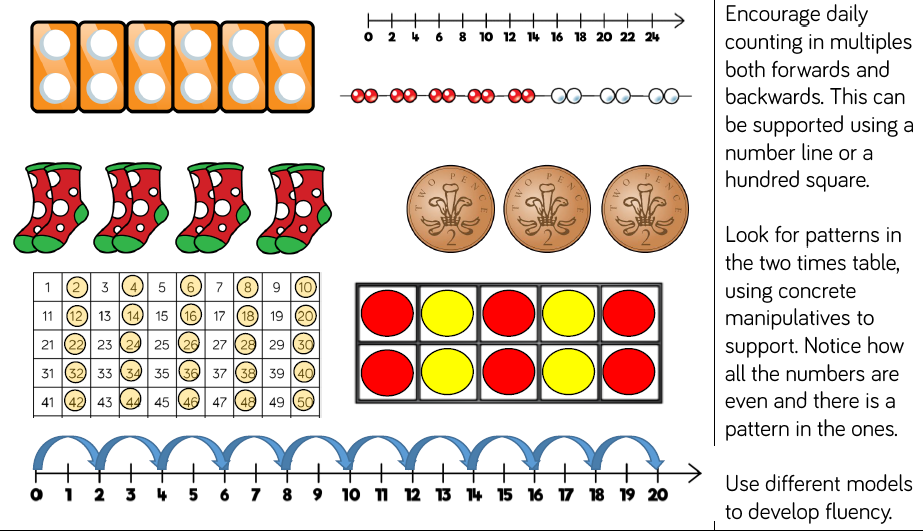 0 2 4 6 8 10 12 14 16 18 20 22 24
TWO PENCE 2 TWO PENCE 2 TWO PENCE 2
1 2 3 4 5 6 7 8 9 10
11 12 13 14 15 16 17 18 19 20
21 22 23 24 25 26 27 28 29 30
31 32 33 34 35 36 37 38 39 40
41 42 43 44 45 46 47 48 49 50
0 1 2 3 4 5 6 7 8 9 10 11 12 13 14 15 16 17 18 19 20
Encourage daily
counting in multiples
both forwards and
backwards. This can
be supported using a
number line or a
hundred square.
Look for patterns in
the two times table,
using concrete
manipulatives to
support. Notice how
all the numbers are
even and there is a
pattern in the ones.
Use different models
to develop fluency.